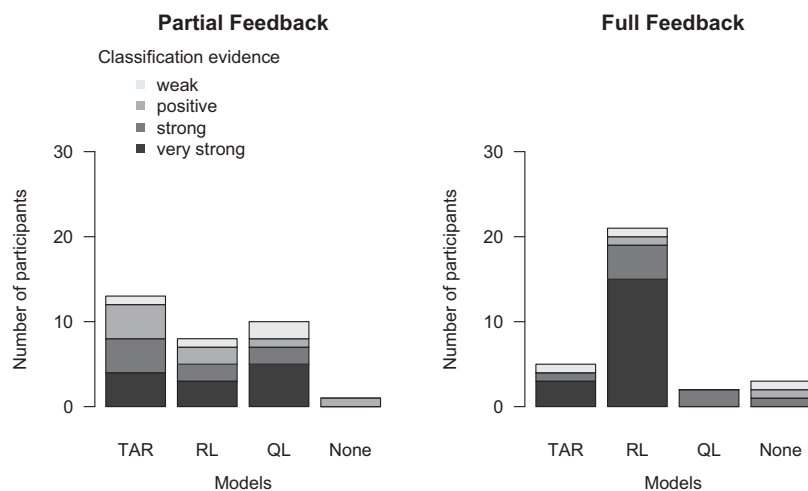 Partial Feedback
Classification evidence
weak
positive
strong
very strong
Number of participants
30
20
10
0
TAR RL QL None
Models
Full Feedback
Number of participants
30
20
10
0
TAR RL QL None
Models